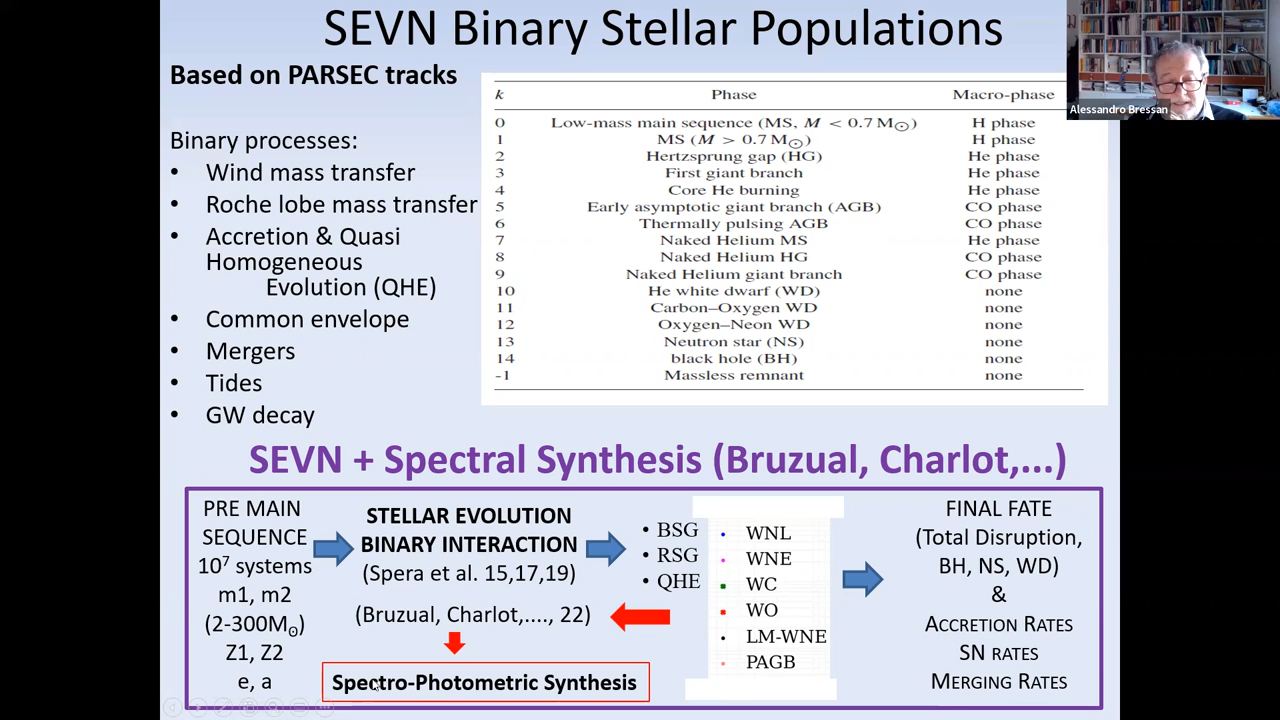 SEVN Binary Stellar Populations
Based on PARSEC tracks
Alessandro Bressan
Binary processes:
• Wind mass transfer
• Roche lobe mass transfer
• Accretion & Quasi
Homogeneous
Evolution (QHE)
• Common envelope
• Mergers
• Tides
• GW decay
k Phase Macro-phase
0 Low-mass main sequence (MS, M < 0.7 M⊙) H phase
1 MS (M > 0.7 M⊙) H phase
2 Hertzsprung gap (HG) He phase
3 First giant branch He phase
4 Core He burning He phase
5 Early asymptotic giant branch (AGB) CO phase
6 Thermally pulsing AGB CO phase
7 Naked Helium MS He phase
8 Naked Helium HG CO phase
9 Naked Helium giant branch CO phase
10 He white dwarf (WD) none
11 Carbon–Oxygen WD none
12 Oxygen–Neon WD none
13 Neutron star (NS) none
14 black hole (BH) none
-1 Massless remnant none
SEVN + Spectral Synthesis (Bruzual, Charlot,...)
PRE MAIN
SEQUENCE
10⁷ systems
m1, m2
(2-300M⊙)
Z1, Z2
e, a
STELLAR EVOLUTION
BINARY INTERACTION
(Spera et al. 15,17,19)
(Bruzual, Charlot,...., 22)
Spectro-Photometric Synthesis
• BSG
• RSG
• QHE
WNL
WNE
WC
WO
LM-WNE
PAGB
FINAL FATE
(Total Disruption,
BH, NS, WD)
&
ACCRETION RATES
SN RATES
MERGING RATES